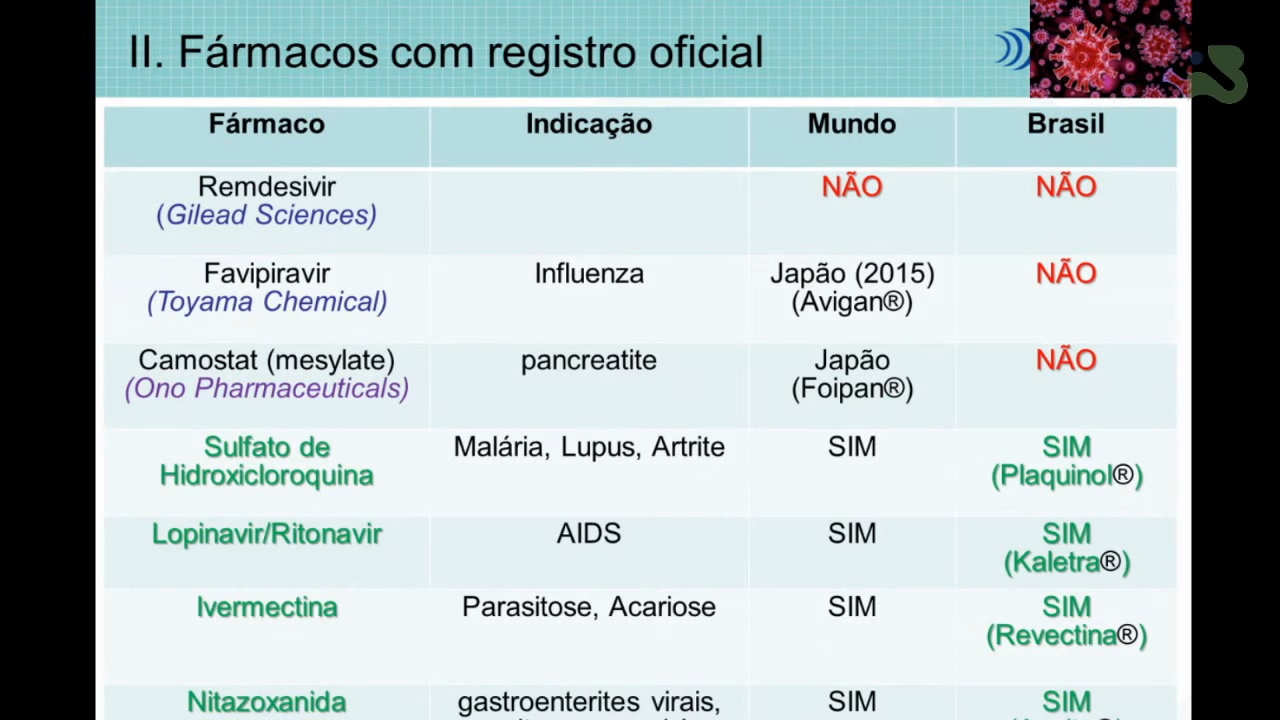 II. Fármacos com registro oficial
Fármaco Indicação Mundo Brasil
Remdesivir NÃO NÃO
(Gilead Sciences)
Favipiravir Influenza Japão (2015) NÃO
(Toyama Chemical) (Avigan®)
Camostat (mesylate) pancreatite Japão NÃO
(Ono Pharmaceuticals) (Foipan®)
Sulfato de Malária, Lupus, Artrite SIM SIM
Hidroxicloroquina (Plaquinol®)
Lopinavir/Ritonavir AIDS SIM SIM
(Kaletra®)
Ivermectina Parasitose, Acariose SIM SIM
(Revectina®)
Nitazoxanida gastroenterites virais, SIM SIM